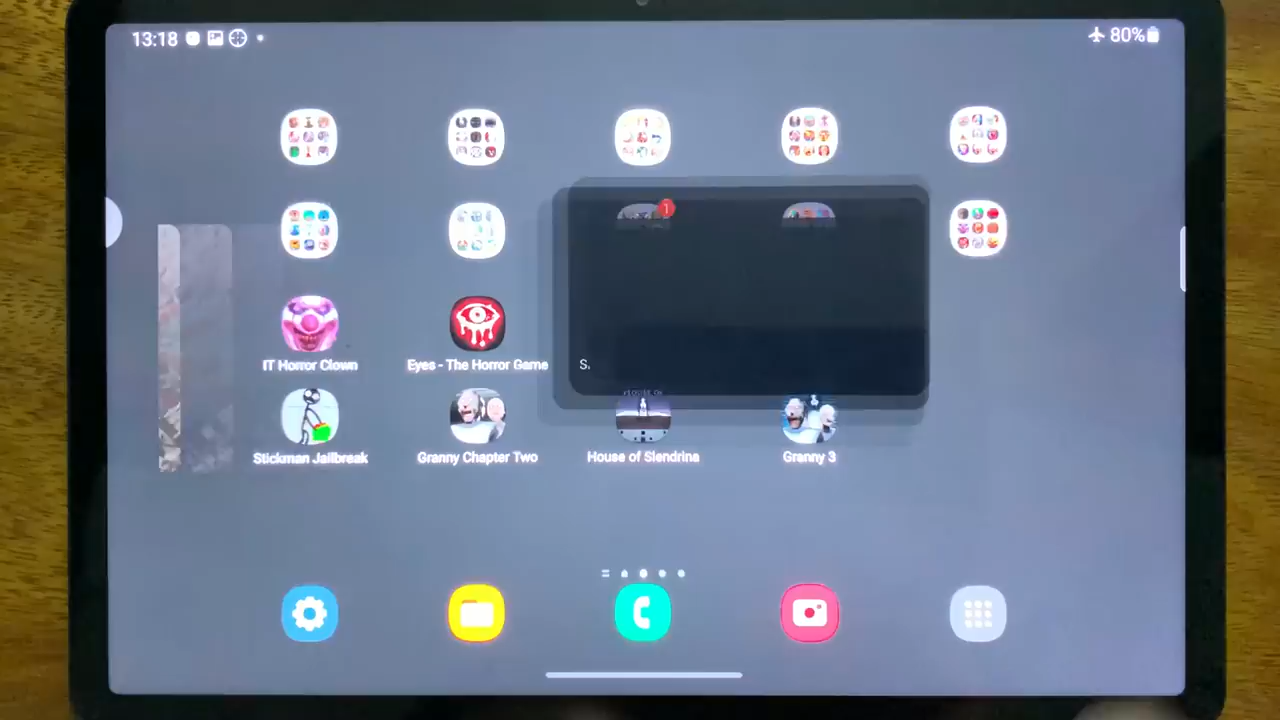 13:18
80%
1
IT Horror Clown
Eyes - The Horror Game
S.
Stickman Jailbreak
Granny Chapter Two
House of Slendrina
Granny 3